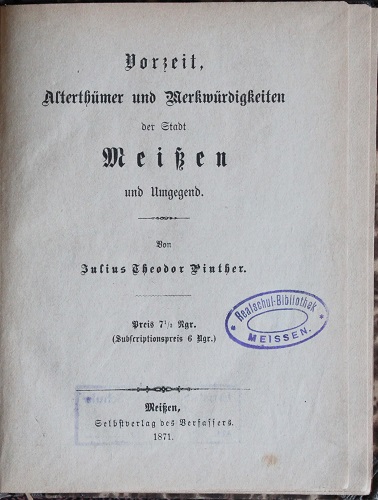 Vorzeit,
Alterthümer und Merkwürdigkeiten
der Stadt
Meißen
und Umgegend.
Von
Julius Theodor Pinther.
Preis 7½ Ngr.
(Subscriptionspreis 6 Ngr.)
* Realschul-Bibliothek *
MEISSEN.
Meißen,
Selbstverlag des Verfassers.
1871.